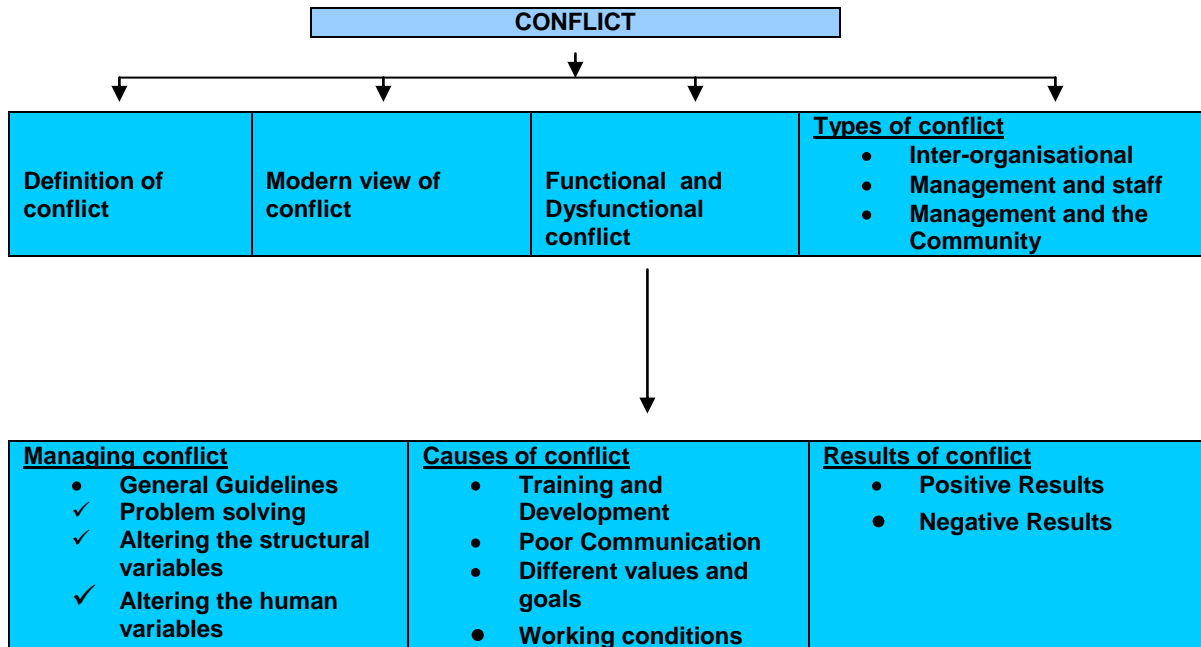 CONFLICT
Definition of
conflict
Modern view of
conflict
Functional and
Dysfunctional
conflict
Types of conflict
• Inter-organisational
• Management and staff
• Management and the
Community
Managing conflict
• General Guidelines
✓ Problem solving
✓ Altering the structural
variables
✓ Altering the human
variables
Causes of conflict
• Training and
Development
• Poor Communication
• Different values and
goals
• Working conditions
Results of conflict
• Positive Results
• Negative Results